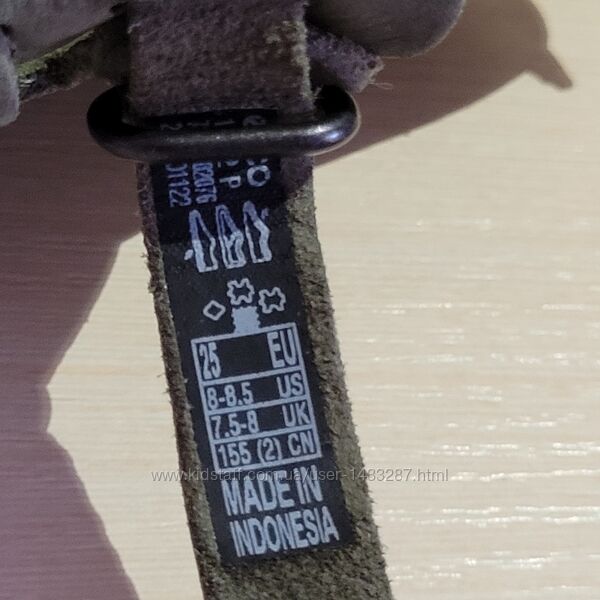 25 EU
8-8.5 US
7.5-8 UK
155 (2) CN
www.kidstaff.com.ua/user-1483287.html
MADE IN
INDONESIA